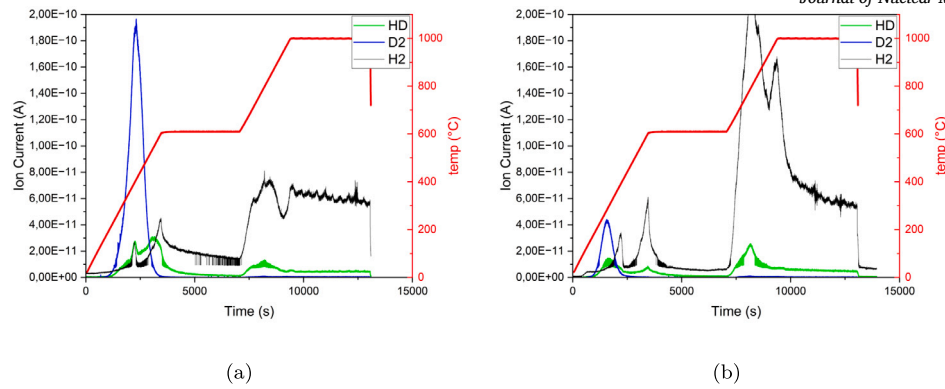 Journal of Nuclear M
2,00E-10
1,80E-10
1,60E-10
1,40E-10
1,20E-10
1,00E-10
8,00E-11
6,00E-11
4,00E-11
2,00E-11
0,00E+00
Ion Current (A)
HD
D2
H2
1000
800
600
400
200
0
temp (°C)
0
5000
10000
15000
Time (s)
(a)
2,00E-10
1,80E-10
1,60E-10
1,40E-10
1,20E-10
1,00E-10
8,00E-11
6,00E-11
4,00E-11
2,00E-11
0,00E+00
Ion Current (A)
HD
D2
H2
1000
800
600
400
200
0
temp (°C)
0
5000
10000
15000
Time (s)
(b)